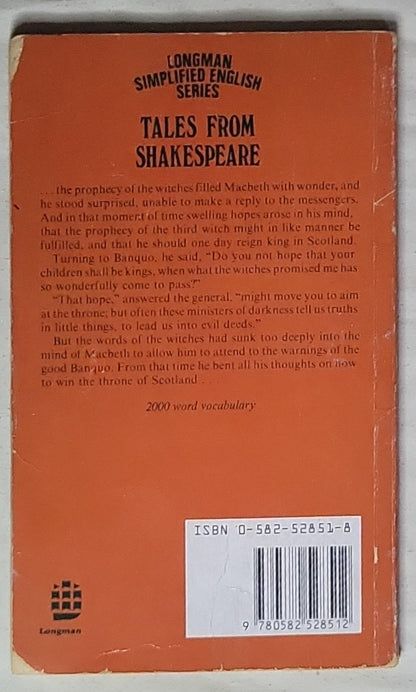 LONGMAN
SIMPLIFIED ENGLISH
SERIES
TALES FROM
SHAKESPEARE
. . . the prophecy of the witches filled Macbeth with wonder, and
he stood surprised, unable to make a reply to the messengers.
And in that moment of time swelling hopes arose in his mind,
that the prophecy of the third witch might in like manner be
fulfilled, and that he should one day reign king in Scotland.
Turning to Banquo, he said, "Do you not hope that your
children shall be kings, when what the witches promised me has
so wonderfully come to pass?"
"That hope," answered the general, "might move you to aim
at the throne; but often these ministers of darkness tell us truths
in little things, to lead us into evil deeds."
But the words of the witches had sunk too deeply into the
mind of Macbeth to allow him to attend to the warnings of the
good Banquo. From that time he bent all his thoughts on how
to win the throne of Scotland . . .
2000 word vocabulary
ISBN 0-582-52851-8
9 780582 528512
Longman